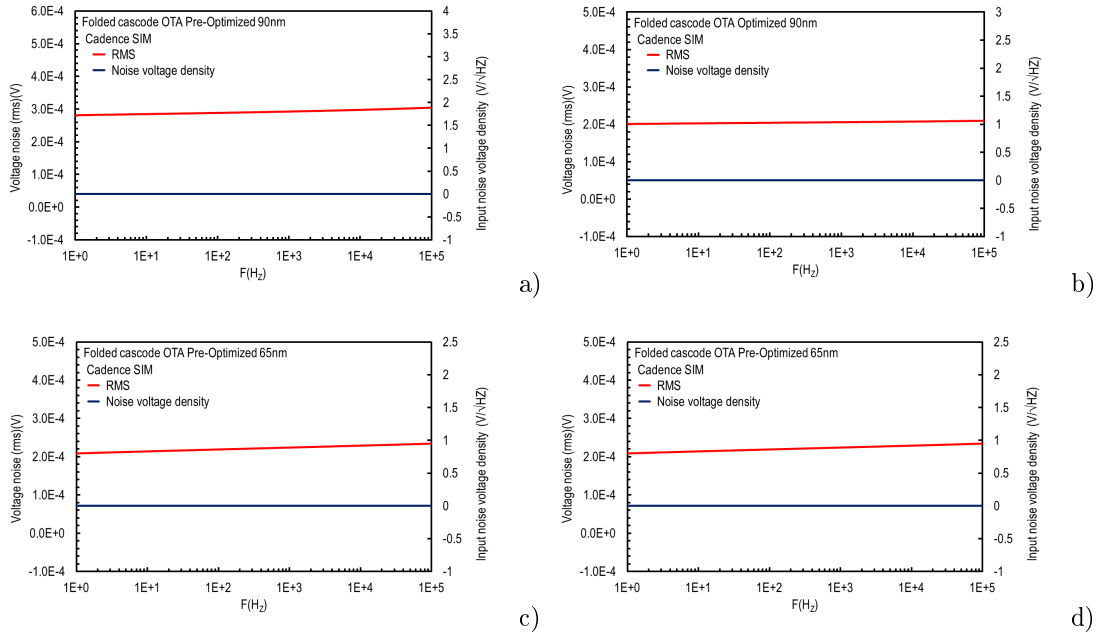 Folded cascode OTA Pre-Optimized 90nm
Cadence SIM
RMS
Noise voltage density
6.0E-4
5.0E-4
4.0E-4
3.0E-4
2.0E-4
1.0E-4
0.0E+0
-1.0E-4
Voltage noise (rms)(V)
4
3.5
3
2.5
2
1.5
1
0.5
0
-0.5
-1
Input noise voltage density (V/√HZ)
1E+0 1E+1 1E+2 1E+3 1E+4 1E+5
F(HZ)
a)
Folded cascode OTA Optimized 90nm
Cadence SIM
RMS
Noise voltage density
5.0E-4
4.0E-4
3.0E-4
2.0E-4
1.0E-4
0.0E+0
-1.0E-4
Voltage noise (rms)(V)
3
2.5
2
1.5
1
0.5
0
-0.5
-1
Input noise voltage density (V/√HZ)
1E+0 1E+1 1E+2 1E+3 1E+4 1E+5
F(HZ)
b)
Folded cascode OTA Pre-Optimized 65nm
Cadence SIM
RMS
Noise voltage density
5.0E-4
4.0E-4
3.0E-4
2.0E-4
1.0E-4
0.0E+0
-1.0E-4
Voltage noise (rms)(V)
2.5
2
1.5
1
0.5
0
-0.5
-1
Input noise voltage density (V/√HZ)
1E+0 1E+1 1E+2 1E+3 1E+4 1E+5
F(HZ)
c)
Folded cascode OTA Pre-Optimized 65nm
Cadence SIM
RMS
Noise voltage density
5.0E-4
4.0E-4
3.0E-4
2.0E-4
1.0E-4
0.0E+0
-1.0E-4
Voltage noise (rms)(V)
2.5
2
1.5
1
0.5
0
-0.5
-1
Input noise voltage density (V/√HZ)
1E+0 1E+1 1E+2 1E+3 1E+4 1E+5
F(HZ)
d)